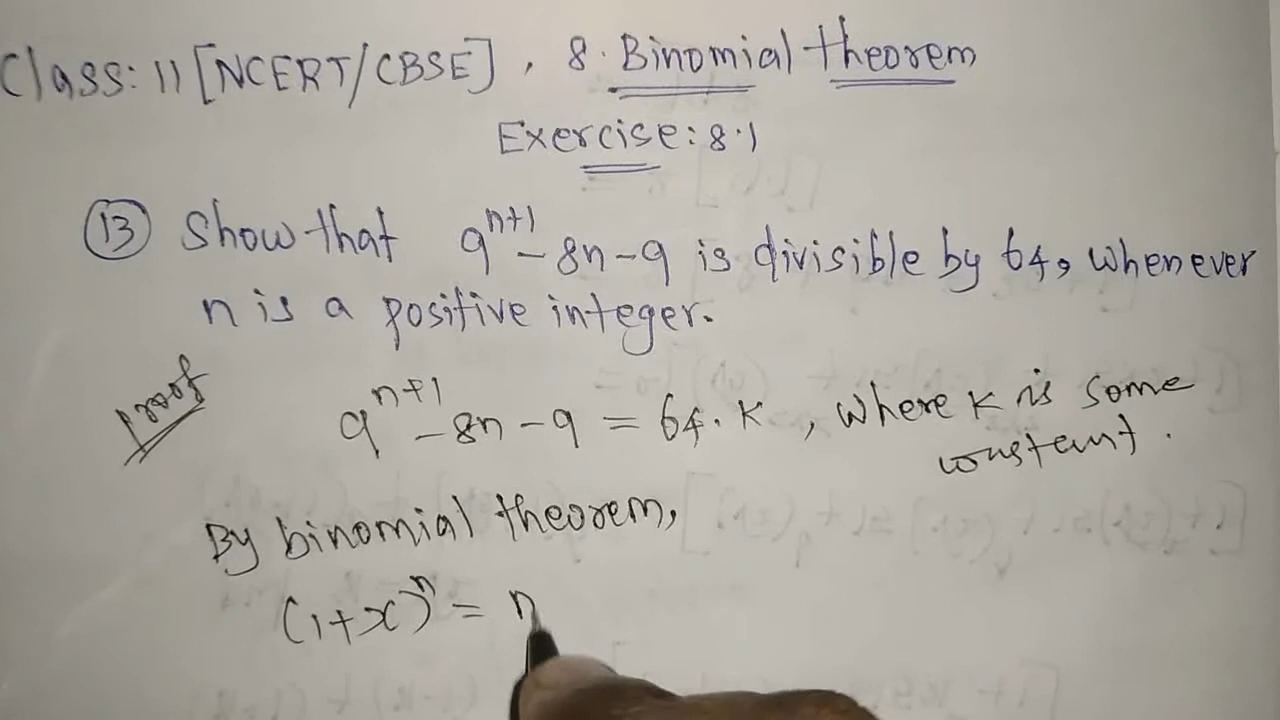 Class: 11 [NCERT/CBSE], 8. Binomial theorem
Exercise: 8.1
13 Show that 9^{n+1} - 8n - 9 is divisible by 64, whenever
n is a positive integer.
Proof
9^{n+1} - 8n - 9 = 64. K, where K is some
constant.
By binomial theorem,
(1+x)^n = n